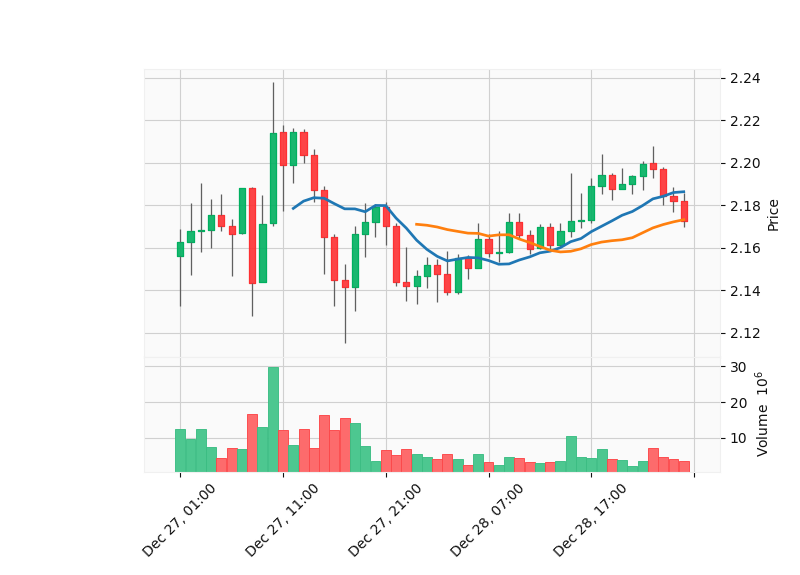 2.24
2.22
2.20
2.18
2.16
2.14
2.12
Price
30
20
10
Volume 10^6
Dec 27, 01:00
Dec 27, 11:00
Dec 27, 21:00
Dec 28, 07:00
Dec 28, 17:00